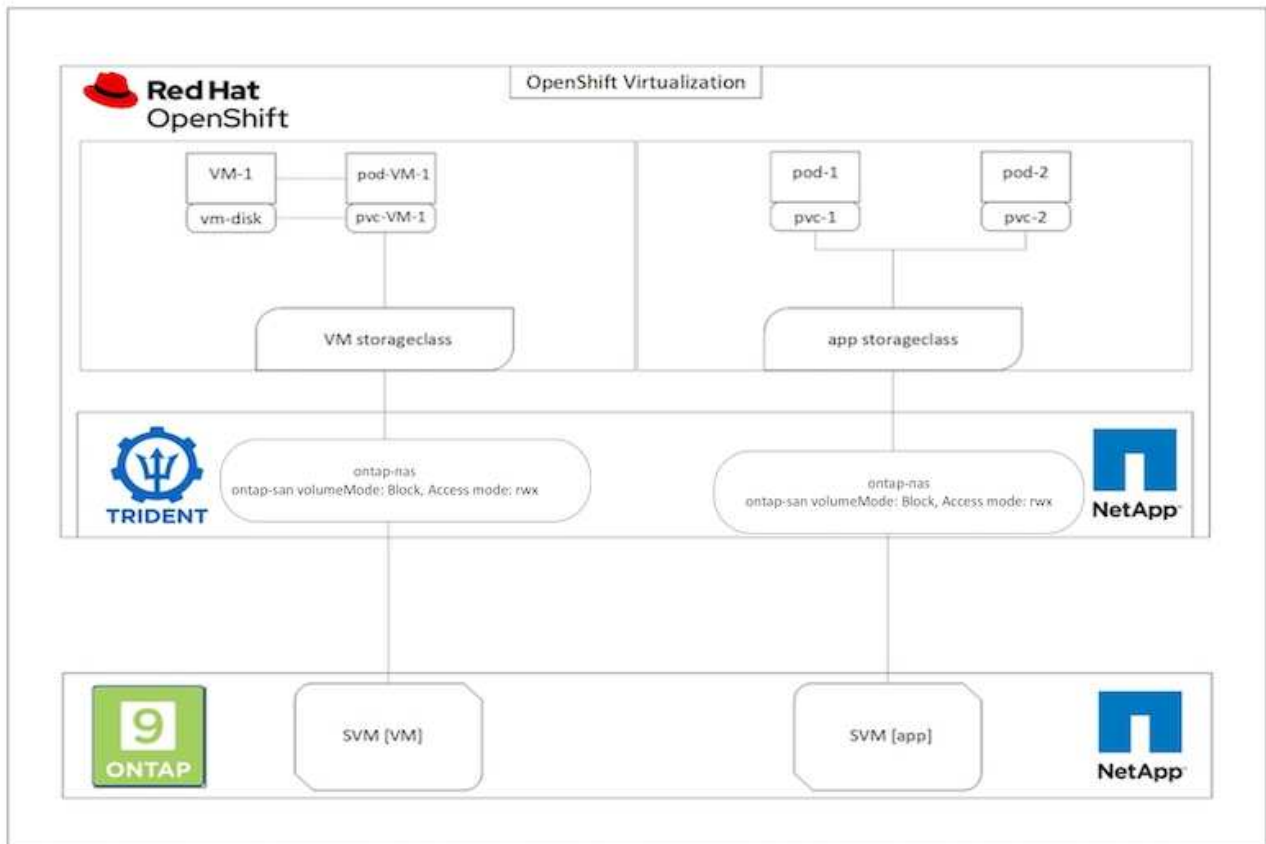 OpenShift Virtualization
Red Hat
OpenShift
VM-1
pod-VM-1
vm-disk
pvc-VM-1
pod-1
pod-2
pvc-1
pvc-2
VM storageclass
app storageclass
TRIDENT
ontap-nas
ontap-san volumeMode: Block, Access mode: rwx
ontap-nas
ontap-san volumeMode: Block, Access mode: rwx
NetApp
9
ONTAP
SVM [VM]
SVM [app]
NetApp